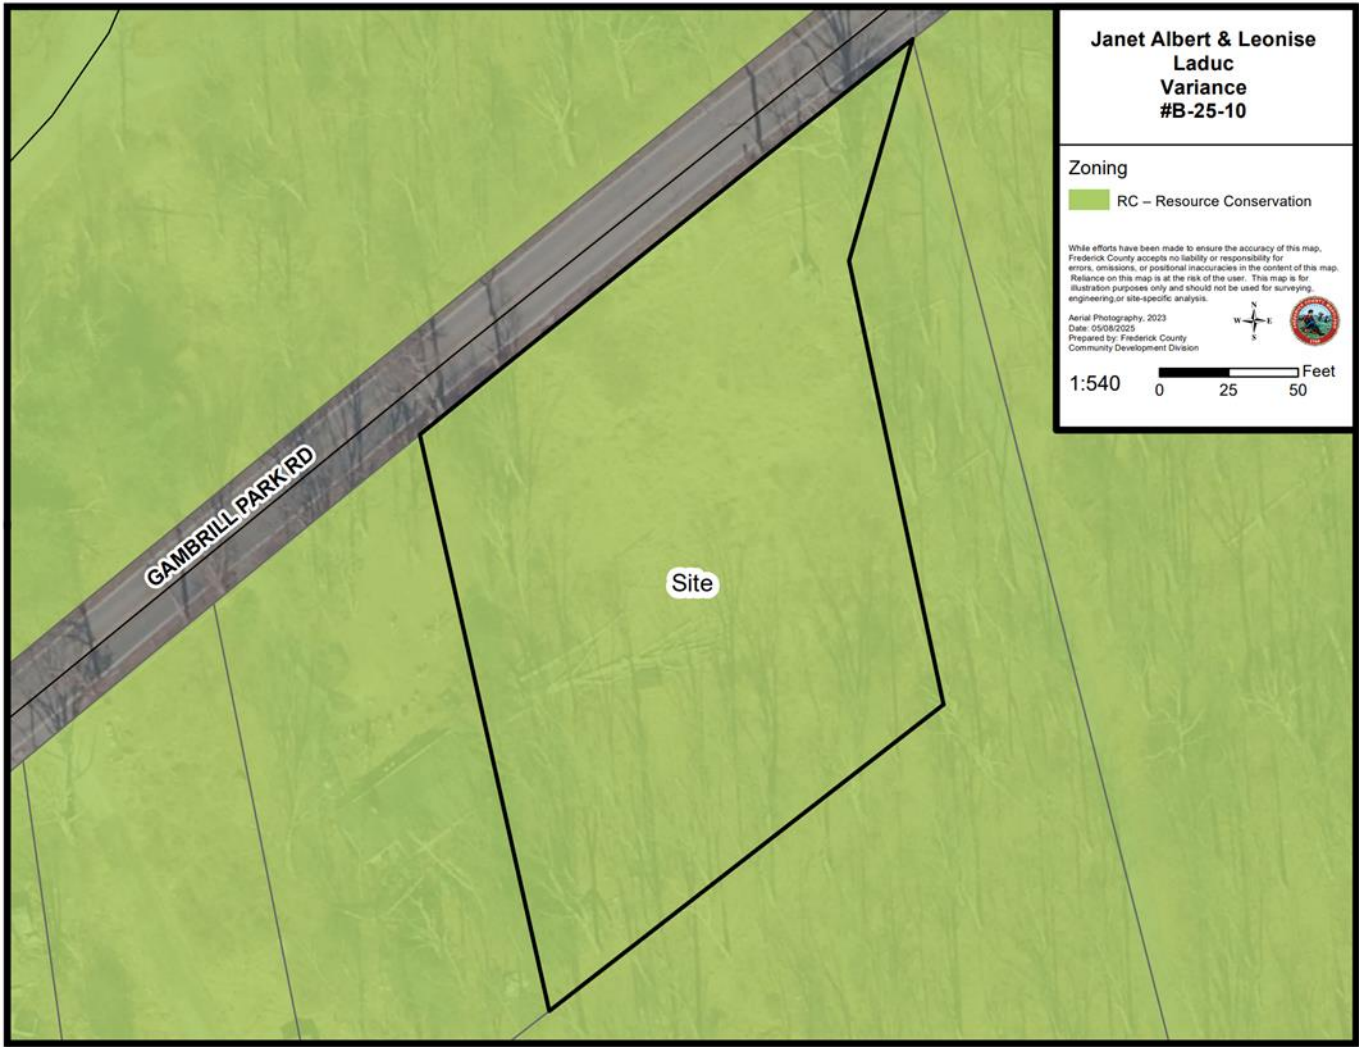 Janet Albert & Leonise
Laduc
Variance
#B-25-10
Zoning
RC – Resource Conservation
While efforts have been made to ensure the accuracy of this map,
Frederick County accepts no liability or responsibility for
errors, omissions, or positional inaccuracies in the content of this map.
Reliance on this map is at the risk of the user. This map is for
illustration purposes only and should not be used for surveying,
engineering,or site-specific analysis.
Aerial Photography, 2023
Date: 05/08/2025
Prepared by: Frederick County
Community Development Division
N
W E
S
1:540
Feet
0 25 50
GAMBRILL PARK RD
Site